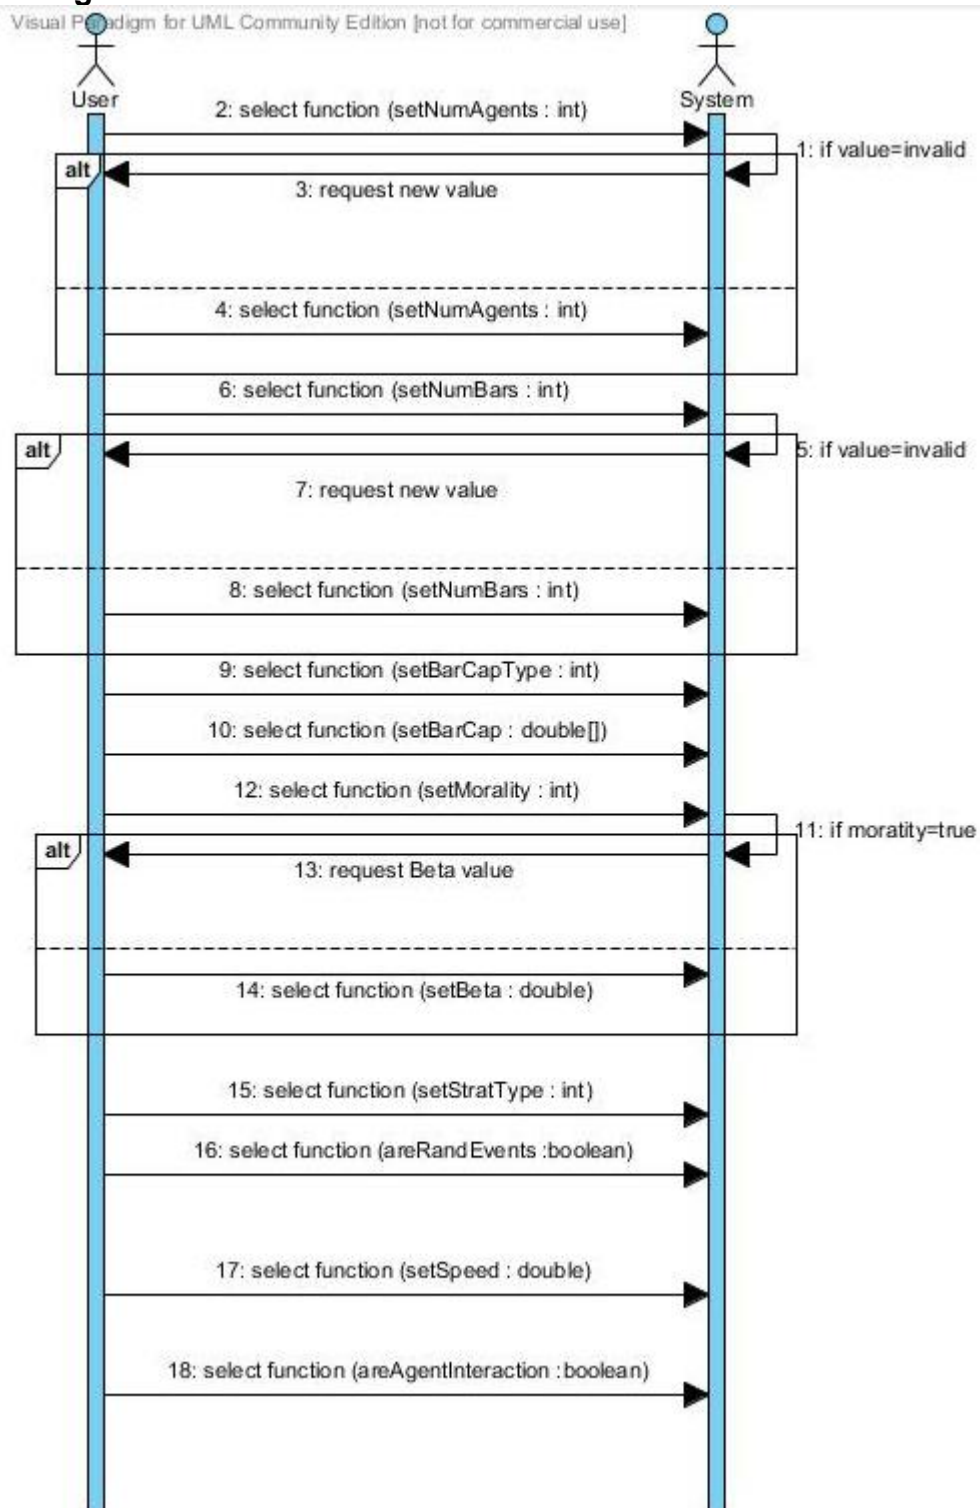 Visual Paradigm for UML Community Edition [not for commercial use]
User
System
2: select function (setNumAgents : int)
1: if value=invalid
alt
3: request new value
4: select function (setNumAgents : int)
6: select function (setNumBars : int)
alt
5: if value=invalid
7: request new value
8: select function (setNumBars : int)
9: select function (setBarCapType : int)
10: select function (setBarCap : double[])
12: select function (setMorality : int)
11: if moratity=true
alt
13: request Beta value
14: select function (setBeta : double)
15: select function (setStratType : int)
16: select function (areRandEvents :boolean)
17: select function (setSpeed : double)
18: select function (areAgentInteraction :boolean)